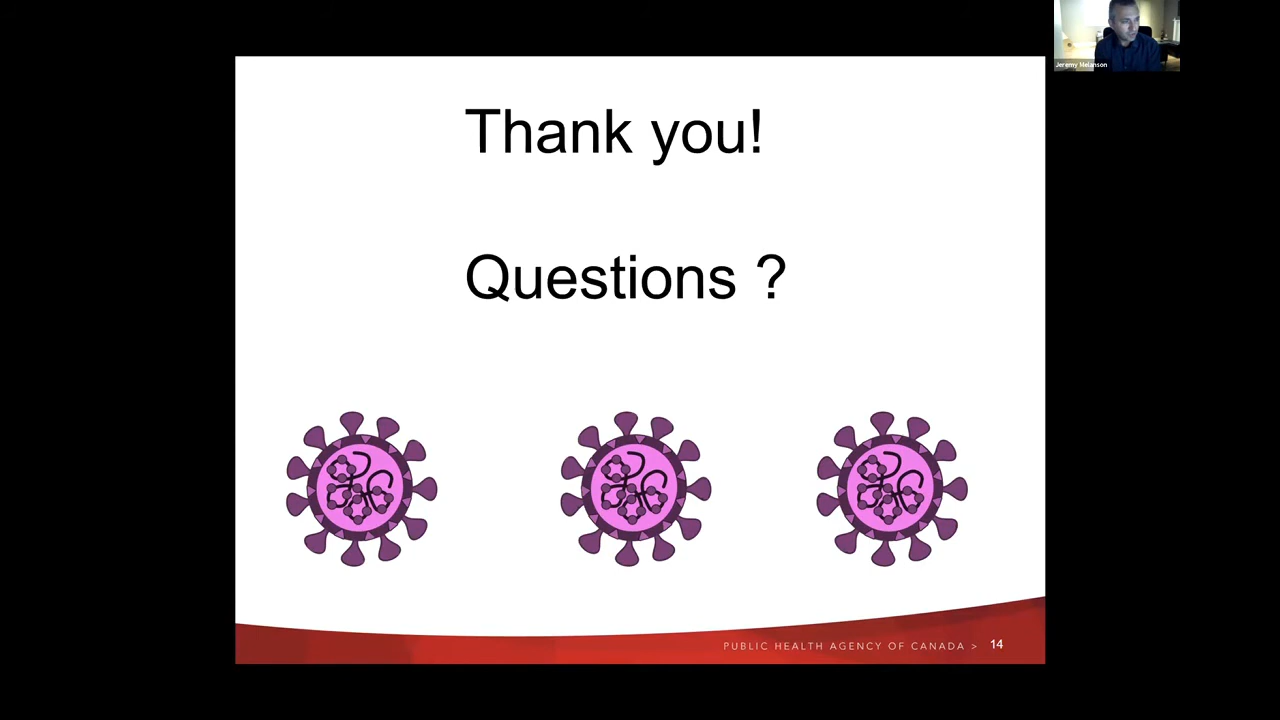 Jeremy Melanson
Thank you!
Questions ?
PUBLIC HEALTH AGENCY OF CANADA > 14